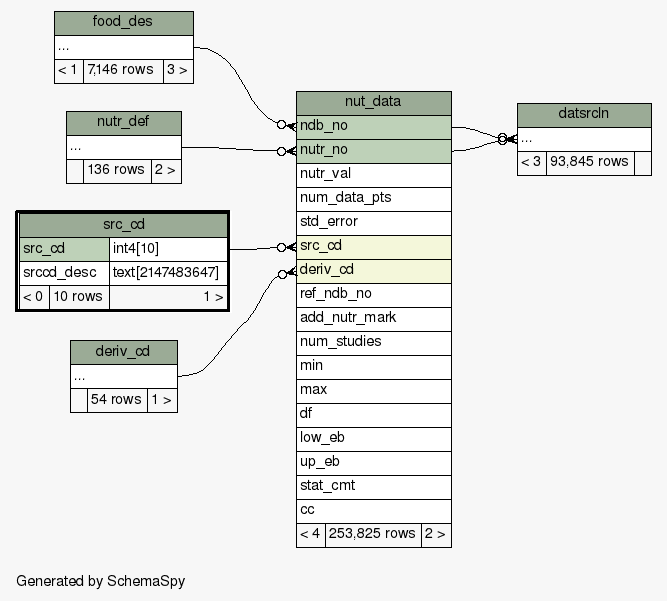 food_des
...
< 1 7,146 rows 3 >
nutr_def
...
136 rows 2 >
src_cd
src_cd int4[10]
srccd_desc text[2147483647]
< 0 10 rows 1 >
deriv_cd
...
54 rows 1 >
nut_data
ndb_no
nutr_no
nutr_val
num_data_pts
std_error
src_cd
deriv_cd
ref_ndb_no
add_nutr_mark
num_studies
min
max
df
low_eb
up_eb
stat_cmt
cc
< 4 253,825 rows 2 >
datsrcln
...
< 3 93,845 rows
Generated by SchemaSpy